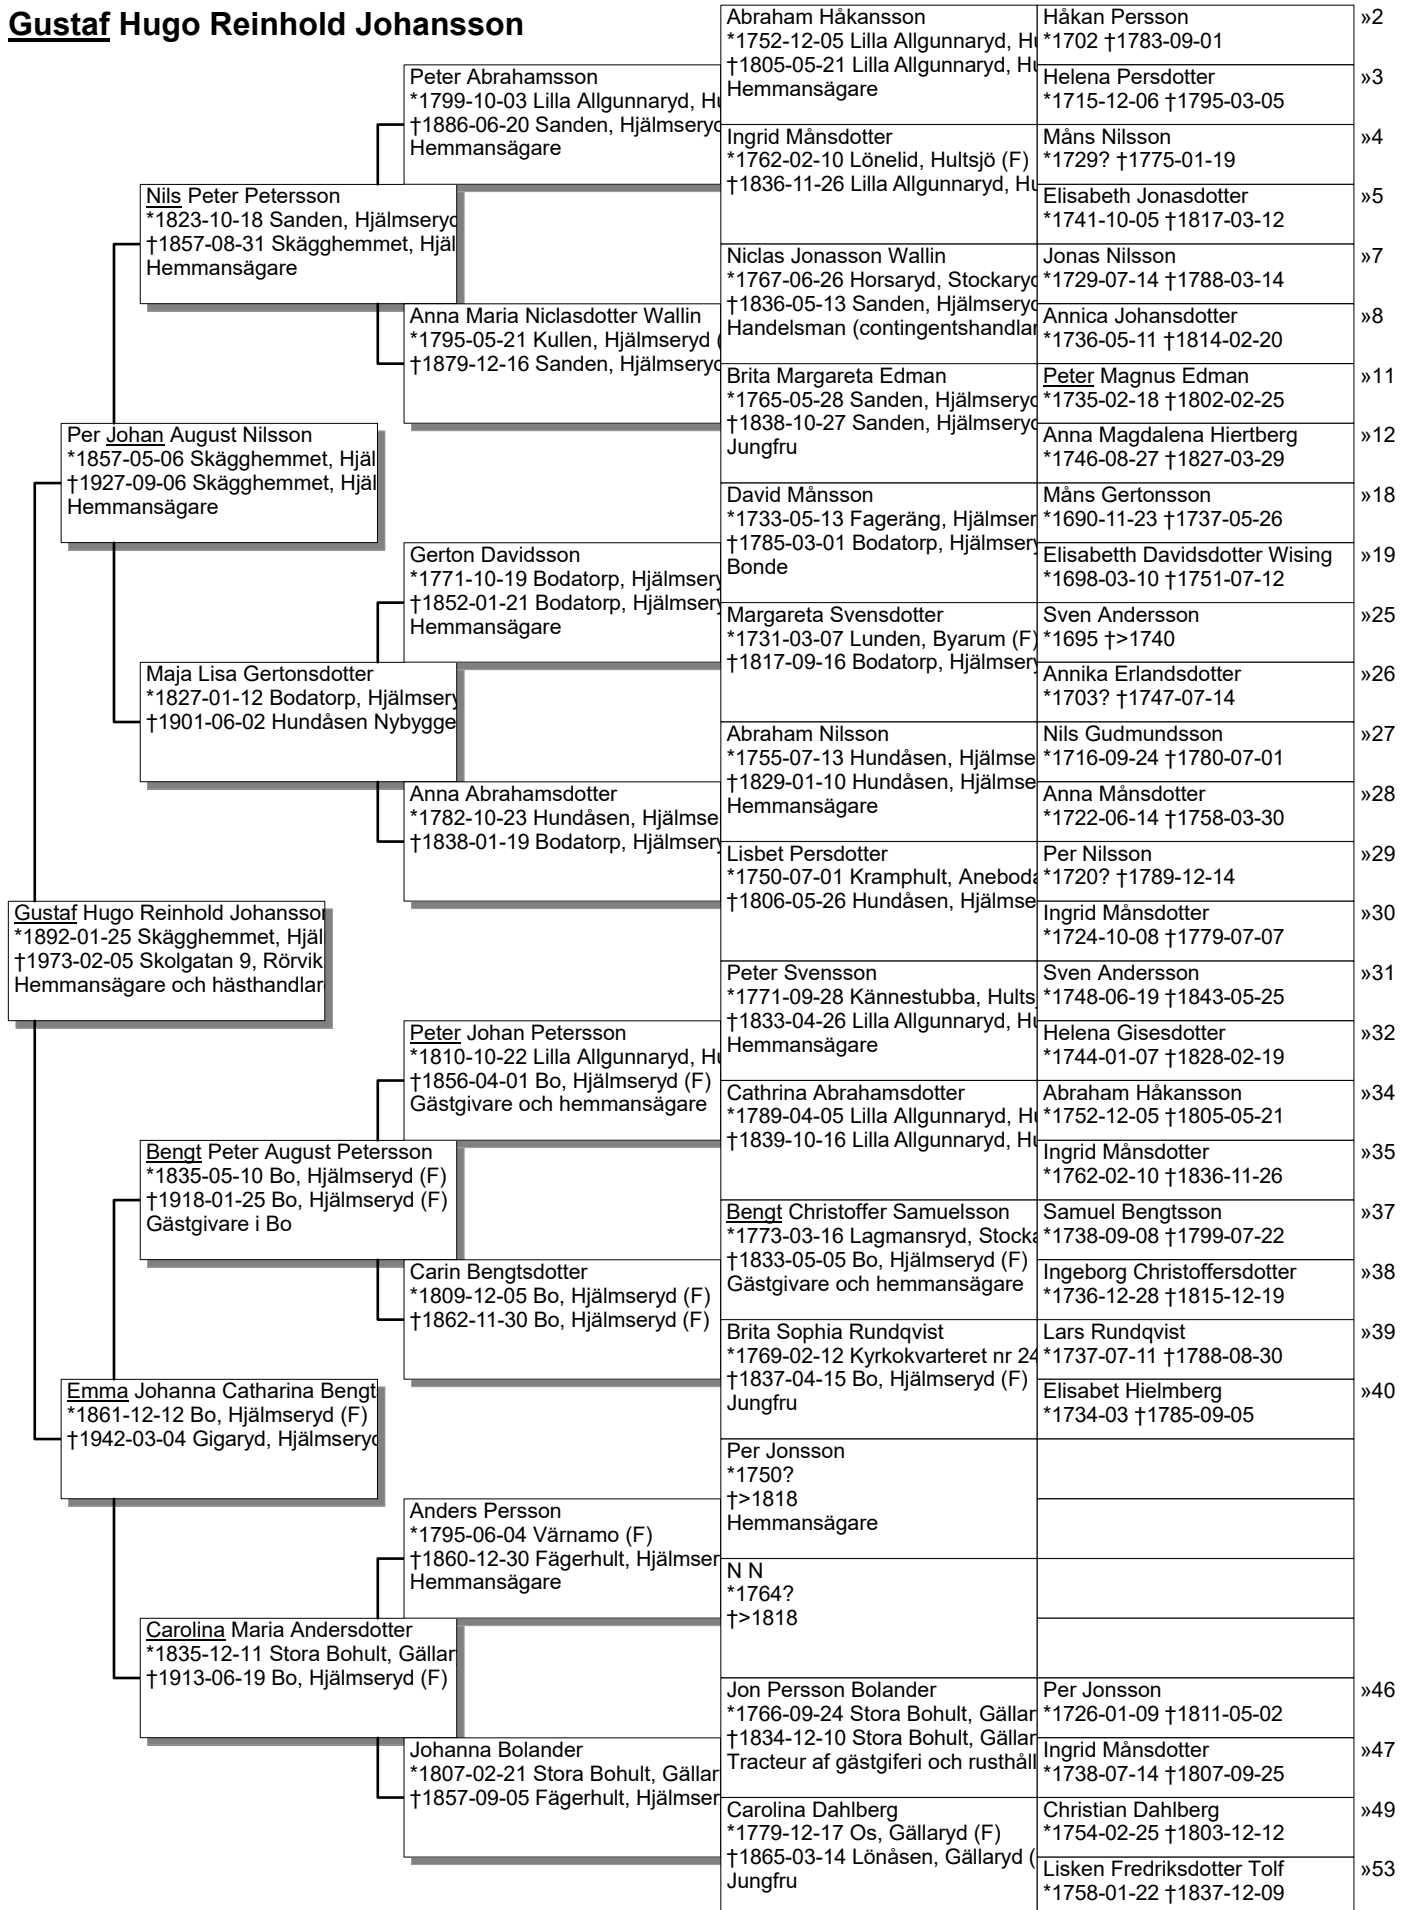 Gustaf Hugo Reinhold Johansson
Gustaf Hugo Reinhold Johansson
*1892-01-25 Skägghemmet, Hjäl
†1973-02-05 Skolgatan 9, Rörvik
Hemmansägare och hästhandlar
Per Johan August Nilsson
*1857-05-06 Skägghemmet, Hjäl
†1927-09-06 Skägghemmet, Hjäl
Hemmansägare
Emma Johanna Catharina Bengt
*1861-12-12 Bo, Hjälmseryd (F)
†1942-03-04 Gigaryd, Hjälmseryd
Nils Peter Petersson
*1823-10-18 Sanden, Hjälmseryd
†1857-08-31 Skägghemmet, Hjäl
Hemmansägare
Maja Lisa Gertonsdotter
*1827-01-12 Bodatorp, Hjälmsery
†1901-06-02 Hundåsen Nybygge
Bengt Peter August Petersson
*1835-05-10 Bo, Hjälmseryd (F)
†1918-01-25 Bo, Hjälmseryd (F)
Gästgivare i Bo
Carolina Maria Andersdotter
*1835-12-11 Stora Bohult, Gällar
†1913-06-19 Bo, Hjälmseryd (F)
Peter Abrahamsson
*1799-10-03 Lilla Allgunnaryd, Hu
†1886-06-20 Sanden, Hjälmseryd
Hemmansägare
Anna Maria Niclasdotter Wallin
*1795-05-21 Kullen, Hjälmseryd (
†1879-12-16 Sanden, Hjälmseryd
Gerton Davidsson
*1771-10-19 Bodatorp, Hjälmsery
†1852-01-21 Bodatorp, Hjälmsery
Hemmansägare
Anna Abrahamsdotter
*1782-10-23 Hundåsen, Hjälmse
†1838-01-19 Bodatorp, Hjälmsery
Peter Johan Petersson
*1810-10-22 Lilla Allgunnaryd, Hu
†1856-04-01 Bo, Hjälmseryd (F)
Gästgivare och hemmansägare
Carin Bengtsdotter
*1809-12-05 Bo, Hjälmseryd (F)
†1862-11-30 Bo, Hjälmseryd (F)
Anders Persson
*1795-06-04 Värnamo (F)
†1860-12-30 Fägerhult, Hjälmser
Hemmansägare
Johanna Bolander
*1807-02-21 Stora Bohult, Gällar
†1857-09-05 Fägerhult, Hjälmser
Abraham Håkansson
*1752-12-05 Lilla Allgunnaryd, Hu
†1805-05-21 Lilla Allgunnaryd, Hu
Hemmansägare
Ingrid Månsdotter
*1762-02-10 Lönelid, Hultsjö (F)
†1836-11-26 Lilla Allgunnaryd, Hu
Niclas Jonasson Wallin
*1767-06-26 Horsaryd, Stockaryd
†1836-05-13 Sanden, Hjälmseryd
Handelsman (contingentshandlar
Brita Margareta Edman
*1765-05-28 Sanden, Hjälmseryd
†1838-10-27 Sanden, Hjälmseryd
Jungfru
David Månsson
*1733-05-13 Fageräng, Hjälmser
†1785-03-01 Bodatorp, Hjälmsery
Bonde
Margareta Svensdotter
*1731-03-07 Lunden, Byarum (F)
†1817-09-16 Bodatorp, Hjälmsery
Abraham Nilsson
*1755-07-13 Hundåsen, Hjälmse
†1829-01-10 Hundåsen, Hjälmse
Hemmansägare
Lisbet Persdotter
*1750-07-01 Kramphult, Aneboda
†1806-05-26 Hundåsen, Hjälmse
Peter Svensson
*1771-09-28 Kännestubba, Hults
†1833-04-26 Lilla Allgunnaryd, Hu
Hemmansägare
Cathrina Abrahamsdotter
*1789-04-05 Lilla Allgunnaryd, Hu
†1839-10-16 Lilla Allgunnaryd, Hu
Bengt Christoffer Samuelsson
*1773-03-16 Lagmansryd, Stocka
†1833-05-05 Bo, Hjälmseryd (F)
Gästgivare och hemmansägare
Brita Sophia Rundqvist
*1769-02-12 Kyrkokvarteret nr 24
†1837-04-15 Bo, Hjälmseryd (F)
Jungfru
Per Jonsson
*1750?
†>1818
Hemmansägare
N N
*1764?
†>1818
Jon Persson Bolander
*1766-09-24 Stora Bohult, Gällar
†1834-12-10 Stora Bohult, Gällar
Tracteur af gästgiferi och rusthåll
Carolina Dahlberg
*1779-12-17 Os, Gällaryd (F)
†1865-03-14 Lönåsen, Gällaryd (
Jungfru
Håkan Persson »2
*1702 †1783-09-01
Helena Persdotter »3
*1715-12-06 †1795-03-05
Måns Nilsson »4
*1729? †1775-01-19
Elisabeth Jonasdotter »5
*1741-10-05 †1817-03-12
Jonas Nilsson »7
*1729-07-14 †1788-03-14
Annica Johansdotter »8
*1736-05-11 †1814-02-20
Peter Magnus Edman »11
*1735-02-18 †1802-02-25
Anna Magdalena Hiertberg »12
*1746-08-27 †1827-03-29
Måns Gertonsson »18
*1690-11-23 †1737-05-26
Elisabetth Davidsdotter Wising »19
*1698-03-10 †1751-07-12
Sven Andersson »25
*1695 †>1740
Annika Erlandsdotter »26
*1703? †1747-07-14
Nils Gudmundsson »27
*1716-09-24 †1780-07-01
Anna Månsdotter »28
*1722-06-14 †1758-03-30
Per Nilsson »29
*1720? †1789-12-14
Ingrid Månsdotter »30
*1724-10-08 †1779-07-07
Sven Andersson »31
*1748-06-19 †1843-05-25
Helena Gisesdotter »32
*1744-01-07 †1828-02-19
Abraham Håkansson »34
*1752-12-05 †1805-05-21
Ingrid Månsdotter »35
*1762-02-10 †1836-11-26
Samuel Bengtsson »37
*1738-09-08 †1799-07-22
Ingeborg Christoffersdotter »38
*1736-12-28 †1815-12-19
Lars Rundqvist »39
*1737-07-11 †1788-08-30
Elisabet Hielmberg »40
*1734-03 †1785-09-05
Per Jonsson »46
*1726-01-09 †1811-05-02
Ingrid Månsdotter »47
*1738-07-14 †1807-09-25
Christian Dahlberg »49
*1754-02-25 †1803-12-12
Lisken Fredriksdotter Tolf »53
*1758-01-22 †1837-12-09